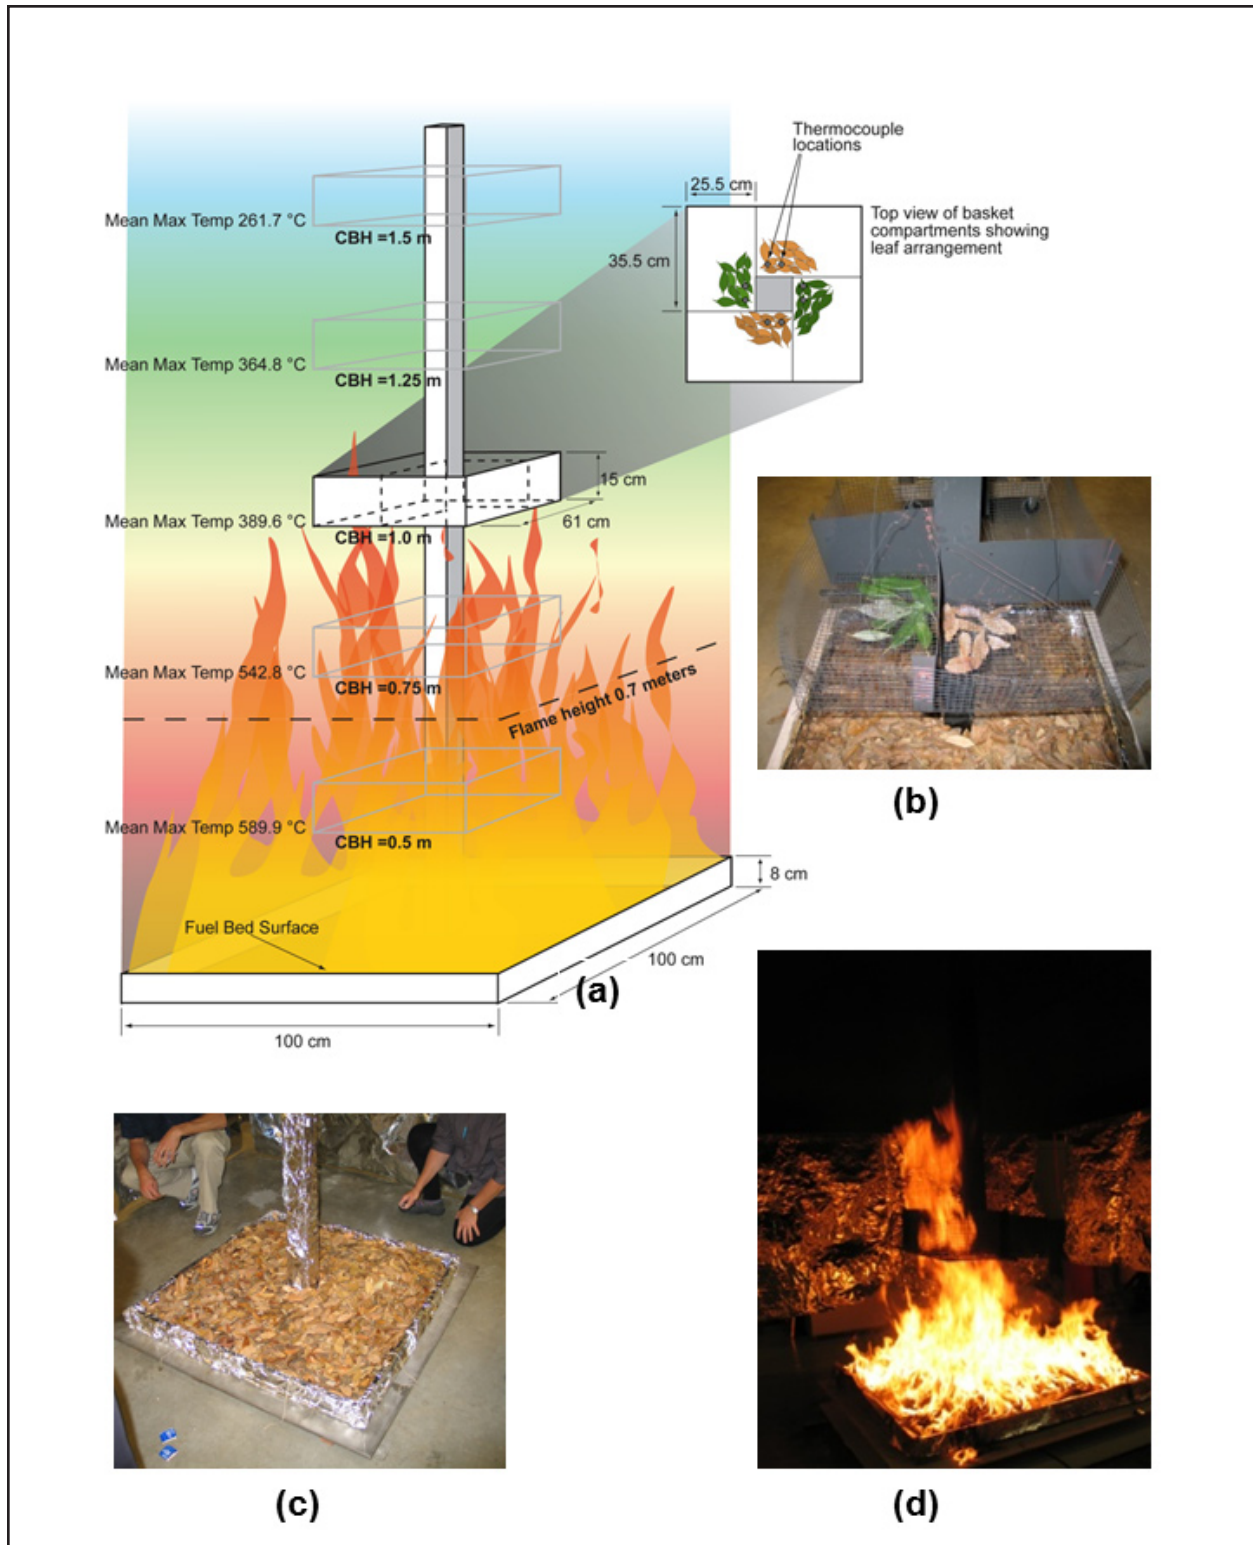 Thermocouple
locations
25.5 cm
Top view of basket
compartments showing
leaf arrangement
35.5 cm
Mean Max Temp 261.7 °C
CBH =1.5 m
Mean Max Temp 364.8 °C
CBH =1.25 m
15 cm
61 cm
Mean Max Temp 389.6 °C
CBH =1.0 m
Mean Max Temp 542.8 °C
CBH =0.75 m
Flame height 0.7 meters
Mean Max Temp 589.9 °C
CBH =0.5 m
8 cm
Fuel Bed Surface
100 cm
100 cm
(a)
(b)
(c)
(d)